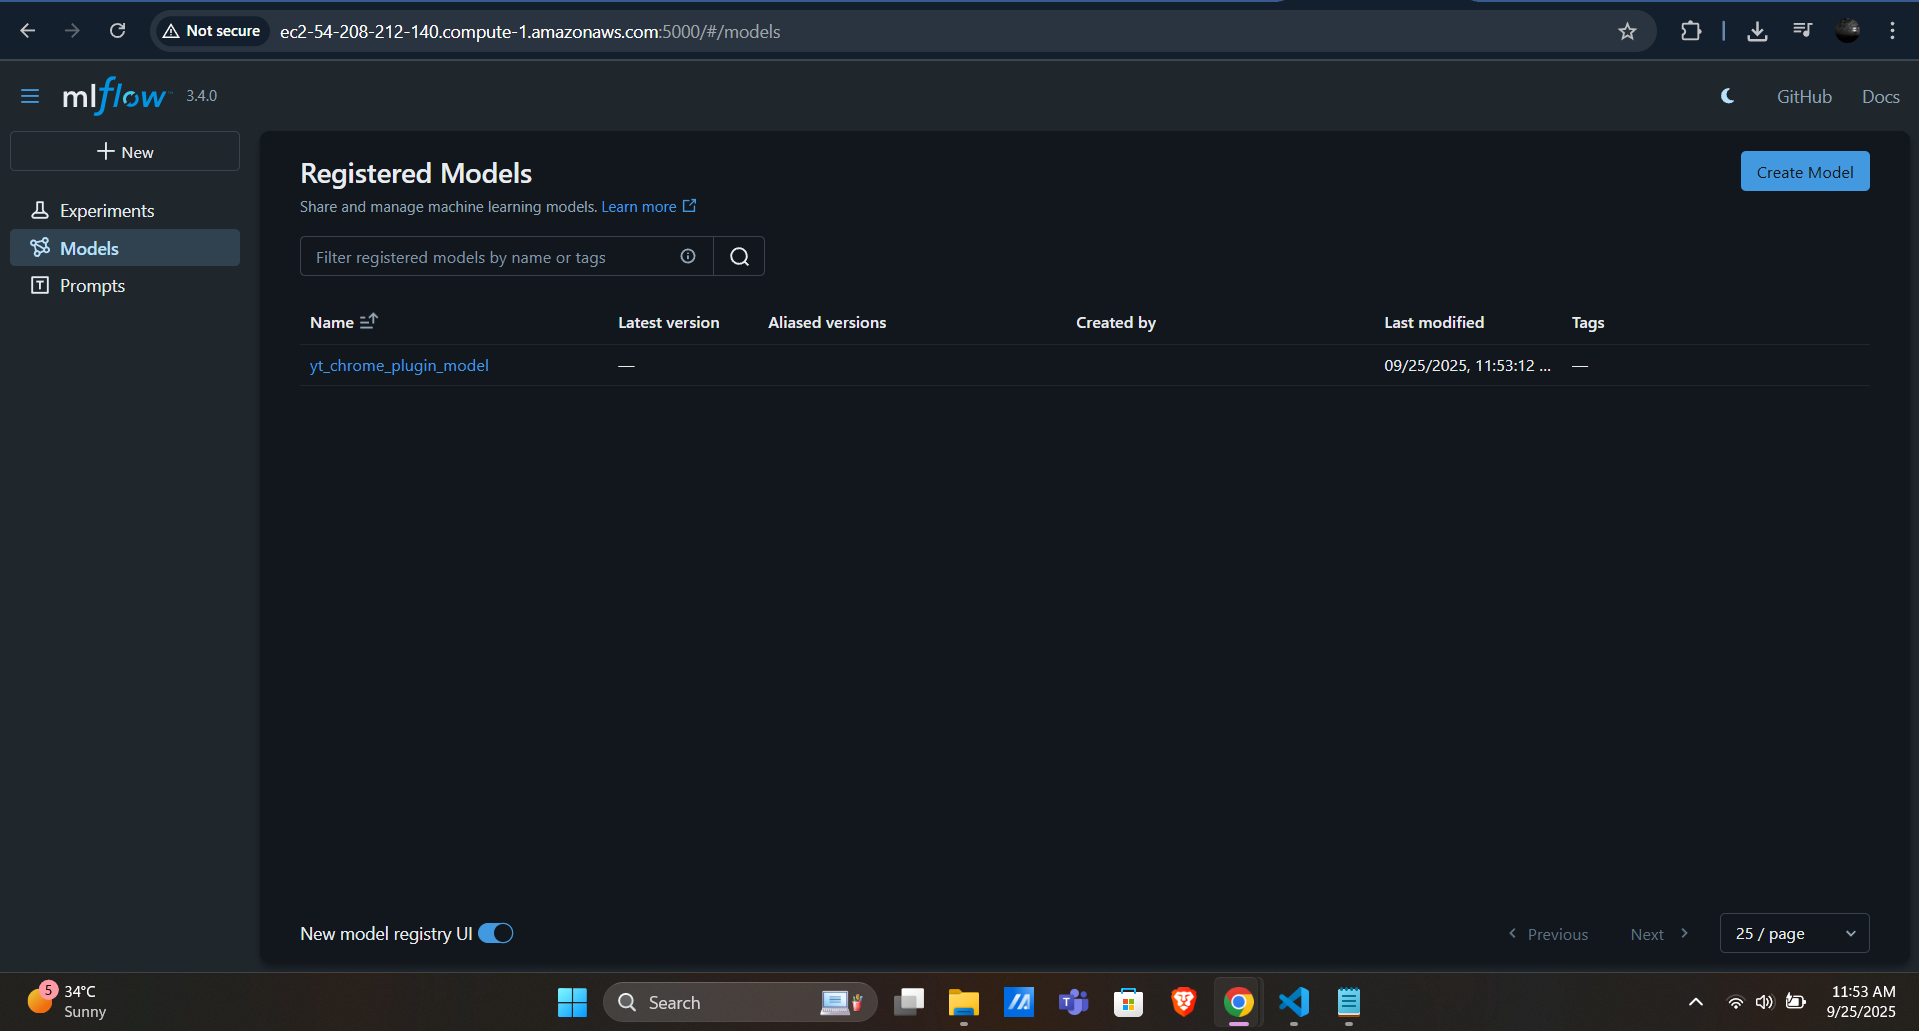 Not secure ec2-54-208-212-140.compute-1.amazonaws.com:5000/#/models
mlflow™ 3.4.0
GitHub Docs
New
Experiments
Models
Prompts
Registered Models
Create Model
Share and manage machine learning models. Learn more
Filter registered models by name or tags
Name Latest version Aliased versions Created by Last modified Tags
yt_chrome_plugin_model — 09/25/2025, 11:53:12 ... —
New model registry UI
Previous Next 25 / page
5 34°C
Sunny
Search
11:53 AM
9/25/2025